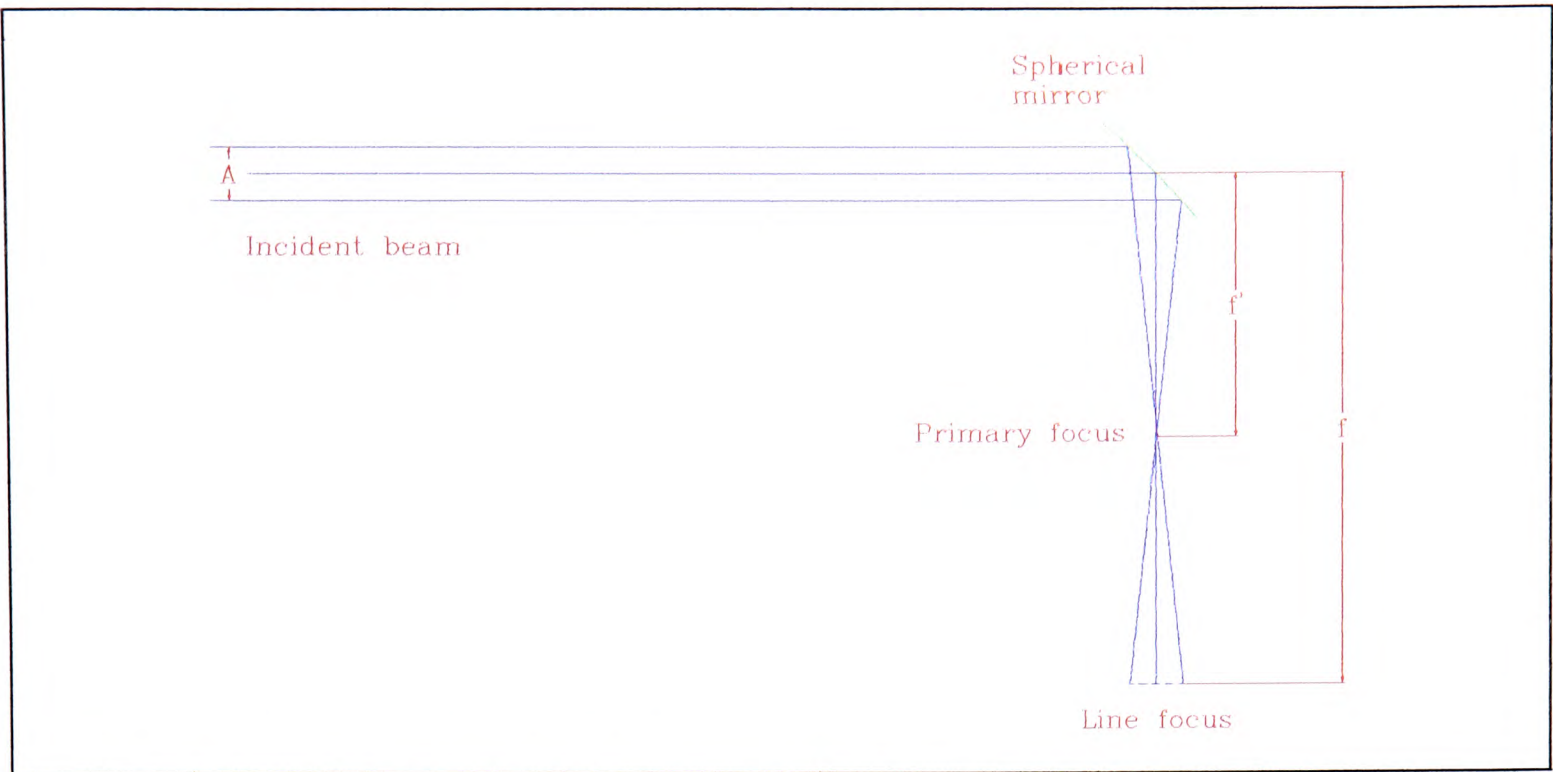 Spherical
mirror
A
Incident beam
f'
Primary focus
f
Line focus